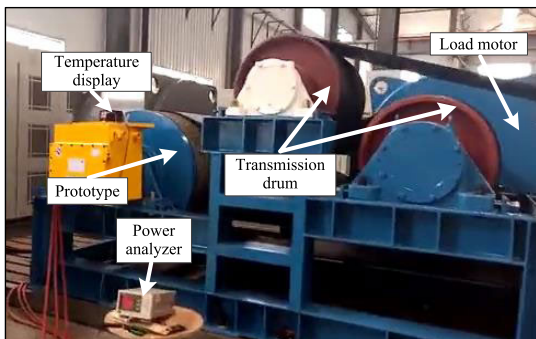 Load motor
Temperature
display
Transmission
drum
Prototype
Power
analyzer